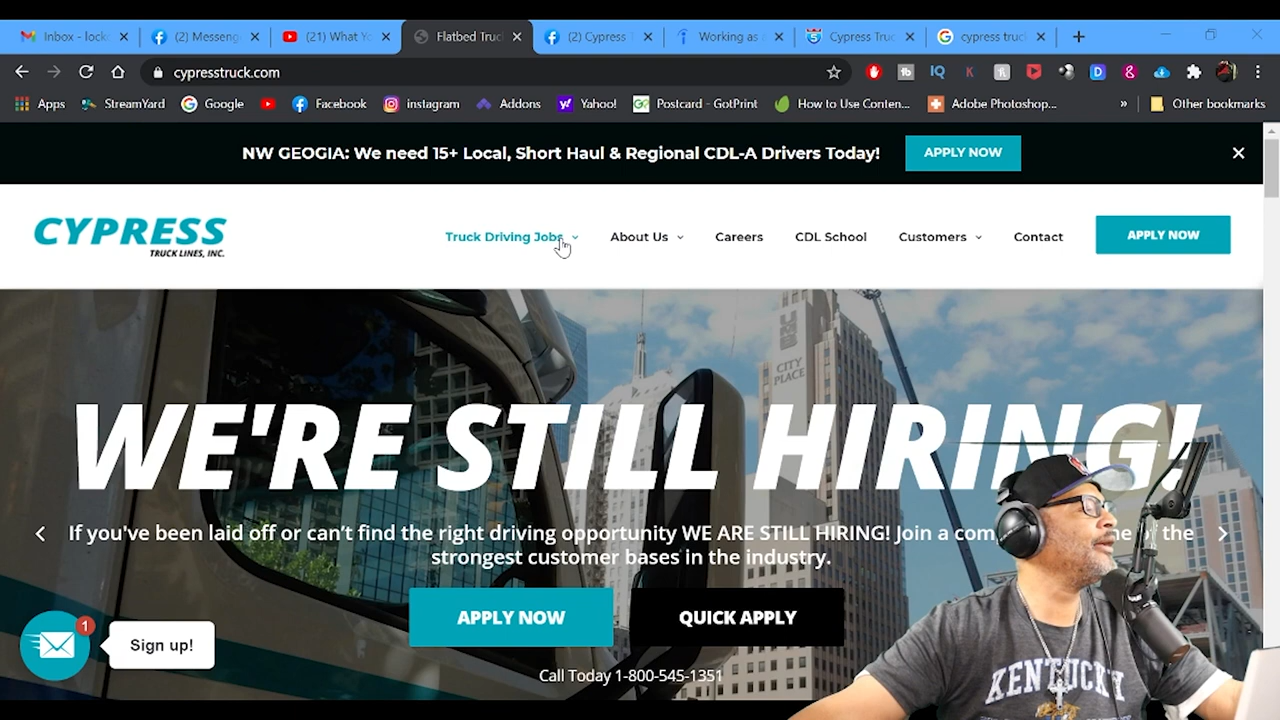 Inbox - lock
(2) Messeng
(21) What Yo
Flatbed Truc
(2) Cypress
Working as
Cypress Truc
cypress truc
cypresstruck.com
Apps
StreamYard
Google
Facebook
instagram
Addons
Yahoo!
Postcard - GotPrint
How to Use Conten...
Adobe Photoshop...
Other bookmarks
NW GEOGIA: We need 15+ Local, Short Haul & Regional CDL-A Drivers Today!
APPLY NOW
CYPRESS
TRUCK LINES, INC.
Truck Driving Jobs
About Us
Careers
CDL School
Customers
Contact
APPLY NOW
CITY
PLACE
WE'RE STILL HIRING!
If you've been laid off or can't find the right driving opportunity WE ARE STILL HIRING! Join a com the
strongest customer bases in the industry.
APPLY NOW
QUICK APPLY
1
Sign up!
Call Today 1-800-545-1351
KENTUCKY